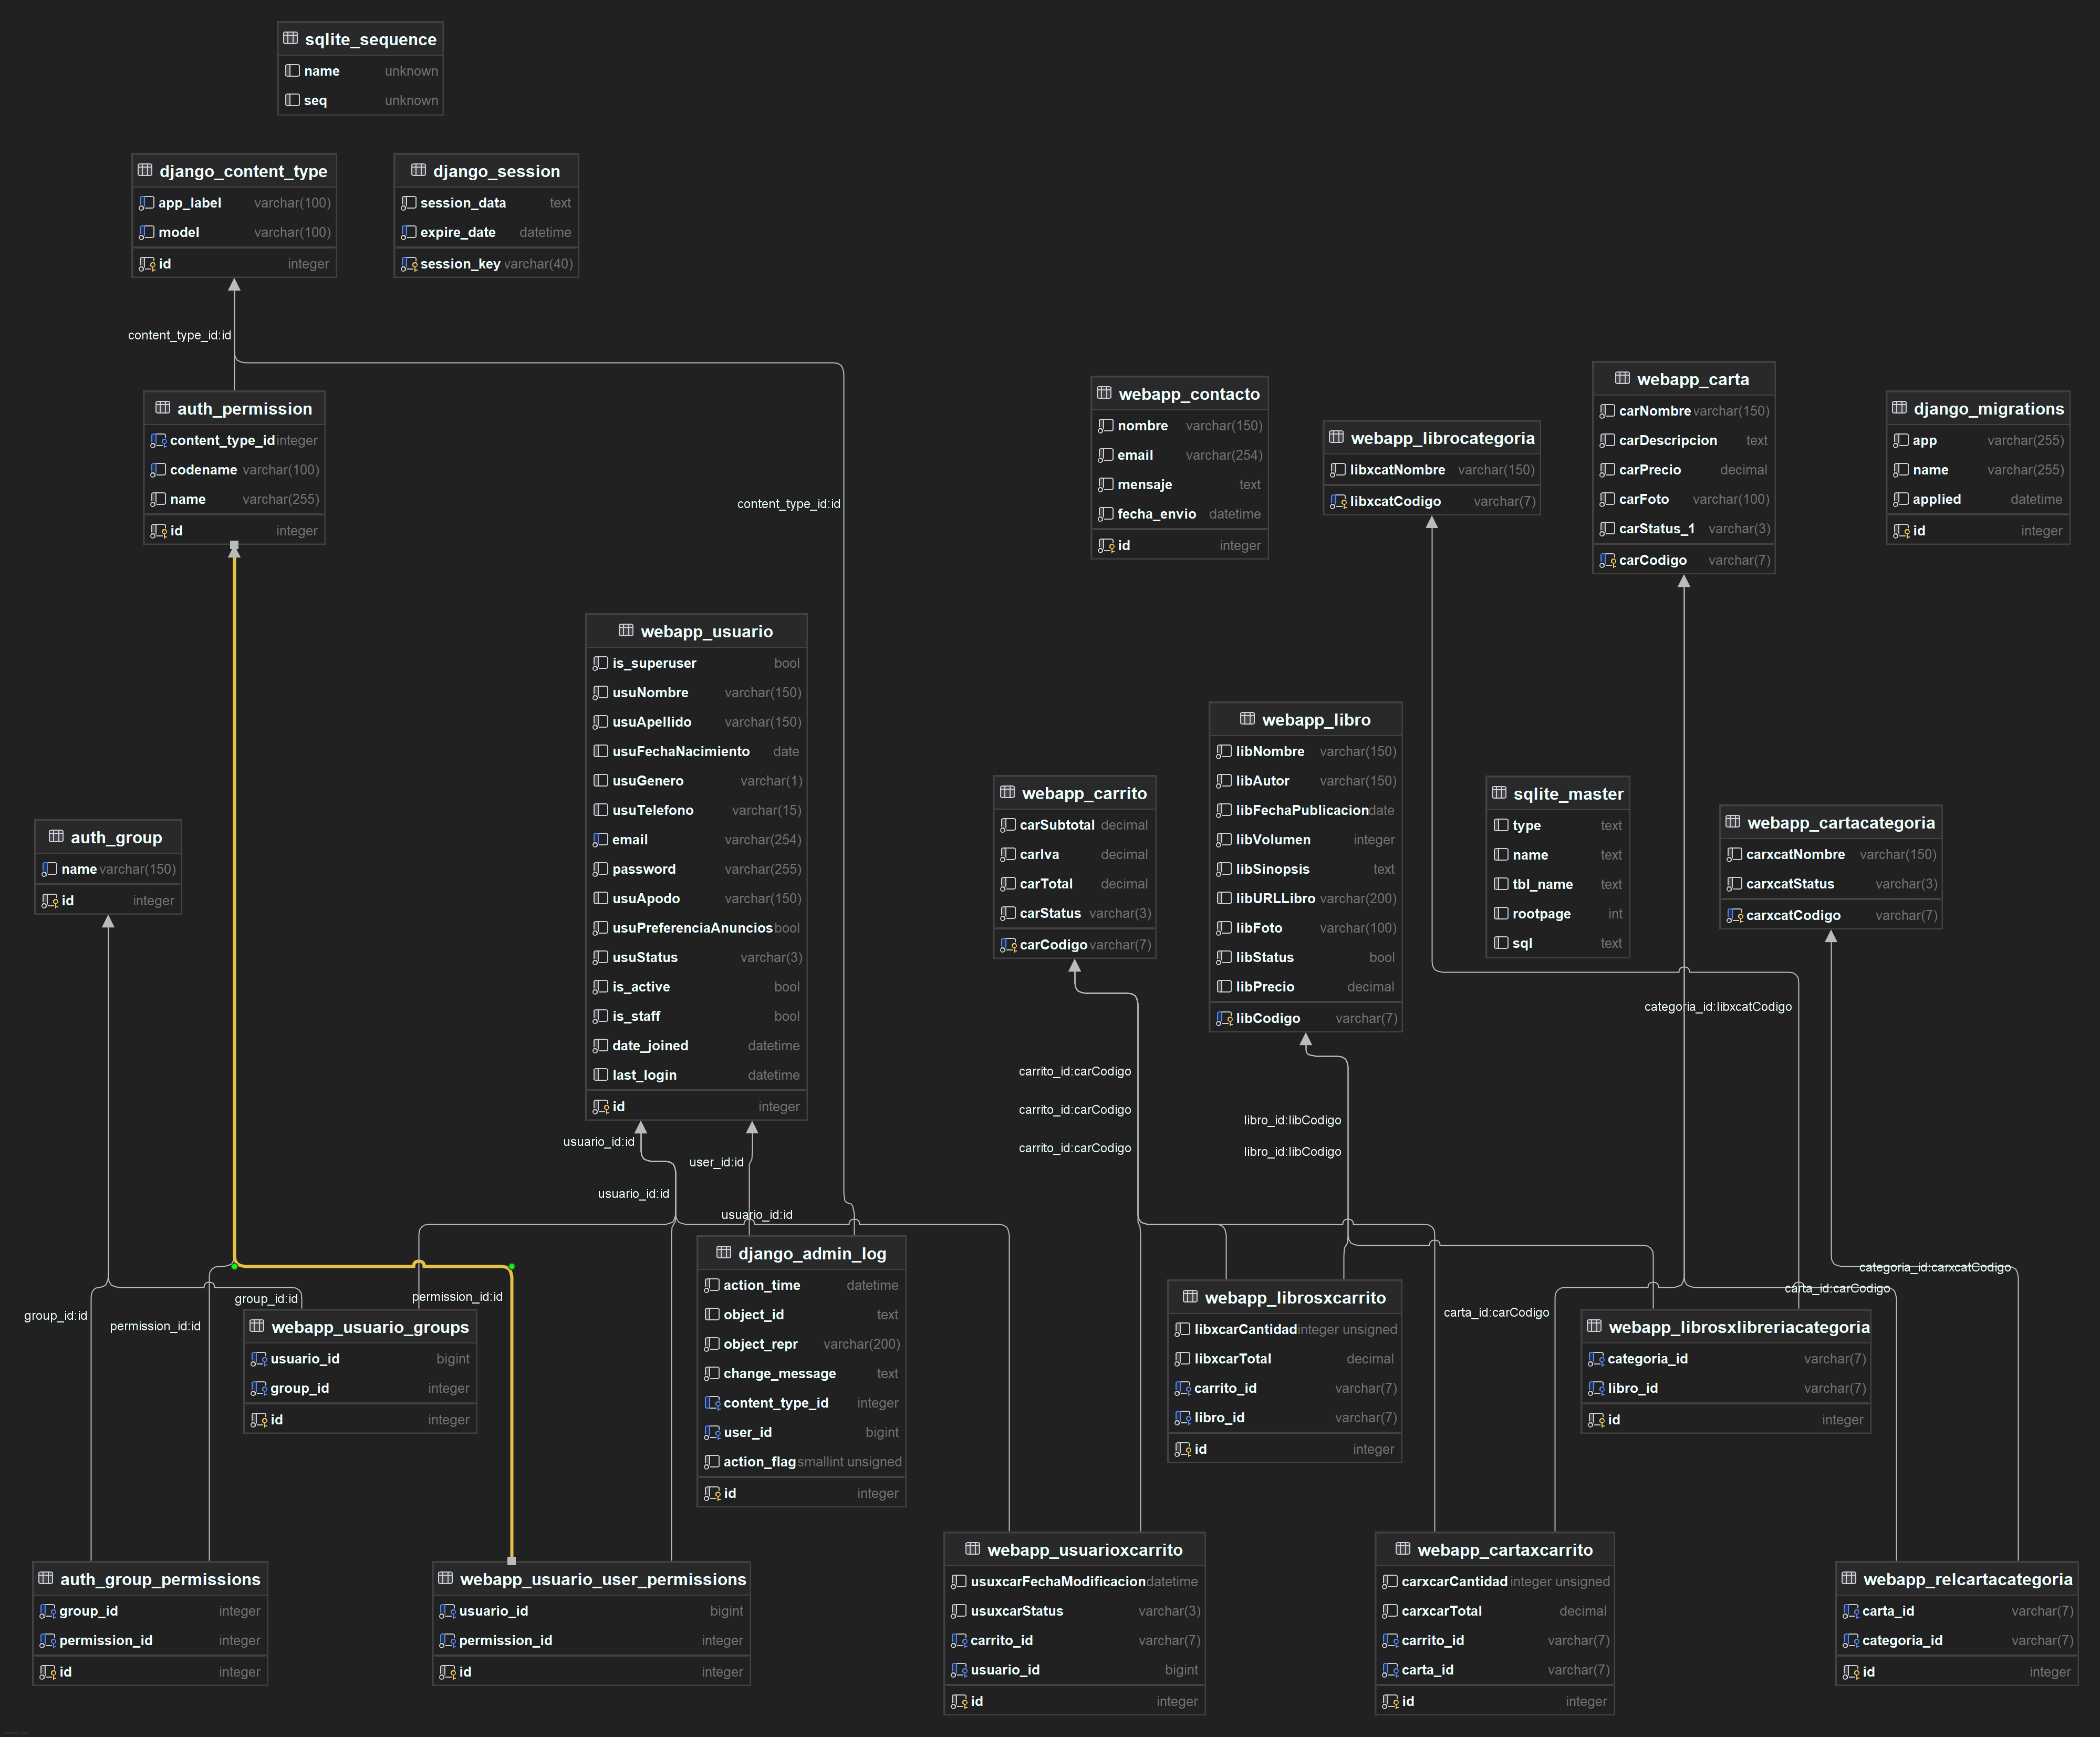 sqlite_sequence
name unknown
seq unknown
django_content_type
app_label varchar(100)
model varchar(100)
id integer
django_session
session_data text
expire_date datetime
session_key varchar(40)
content_type_id:id
auth_permission
content_type_id integer
codename varchar(100)
name varchar(255)
id integer
content_type_id:id
webapp_contacto
nombre varchar(150)
email varchar(254)
mensaje text
fecha_envio datetime
id integer
webapp_librocategoria
libxcatNombre varchar(150)
libxcatCodigo varchar(7)
webapp_carta
carNombre varchar(150)
carDescripcion text
carPrecio decimal
carFoto varchar(100)
carStatus_1 varchar(3)
carCodigo varchar(7)
django_migrations
app varchar(255)
name varchar(255)
applied datetime
id integer
webapp_usuario
is_superuser bool
usuNombre varchar(150)
usuApellido varchar(150)
usuFechaNacimiento date
usuGenero varchar(1)
usuTelefono varchar(15)
email varchar(254)
password varchar(255)
usuApodo varchar(150)
usuPreferenciaAnuncios bool
usuStatus varchar(3)
is_active bool
is_staff bool
date_joined datetime
last_login datetime
id integer
auth_group
name varchar(150)
id integer
webapp_carrito
carSubtotal decimal
carIva decimal
carTotal decimal
carStatus varchar(3)
carCodigo varchar(7)
webapp_libro
libNombre varchar(150)
libAutor varchar(150)
libFechaPublicacion date
libVolumen integer
libSinopsis text
libURLLibro varchar(200)
libFoto varchar(100)
libStatus bool
libPrecio decimal
libCodigo varchar(7)
sqlite_master
type text
name text
tbl_name text
rootpage int
sql text
webapp_cartacategoria
carxcatNombre varchar(150)
carxcatStatus varchar(3)
carxcatCodigo varchar(7)
categoria_id:libxcatCodigo
carrito_id:carCodigo
carrito_id:carCodigo
carrito_id:carCodigo
libro_id:libCodigo
libro_id:libCodigo
usuario_id:id
user_id:id
usuario_id:id
usuario_id:id
categoria_id:carxcatCodigo
carta_id:carCodigo
carta_id:carCodigo
group_id:id
permission_id:id
group_id:id
permission_id:id
webapp_usuario_groups
usuario_id bigint
group_id integer
id integer
django_admin_log
action_time datetime
object_id text
object_repr varchar(200)
change_message text
content_type_id integer
user_id bigint
action_flag smallint unsigned
id integer
webapp_librosxcarrito
libxcarCantidad integer unsigned
libxcarTotal decimal
carrito_id varchar(7)
libro_id varchar(7)
id integer
webapp_librosxlibreriacategoria
categoria_id varchar(7)
libro_id varchar(7)
id integer
auth_group_permissions
group_id integer
permission_id integer
id integer
webapp_usuario_user_permissions
usuario_id bigint
permission_id integer
id integer
webapp_usuarioxcarrito
usuxcarFechaModificacion datetime
usuxcarStatus varchar(3)
carrito_id varchar(7)
usuario_id bigint
id integer
webapp_cartaxcarrito
carxcarCantidad integer unsigned
carxcarTotal decimal
carrito_id varchar(7)
carta_id varchar(7)
id integer
webapp_relcartacategoria
carta_id varchar(7)
categoria_id varchar(7)
id integer